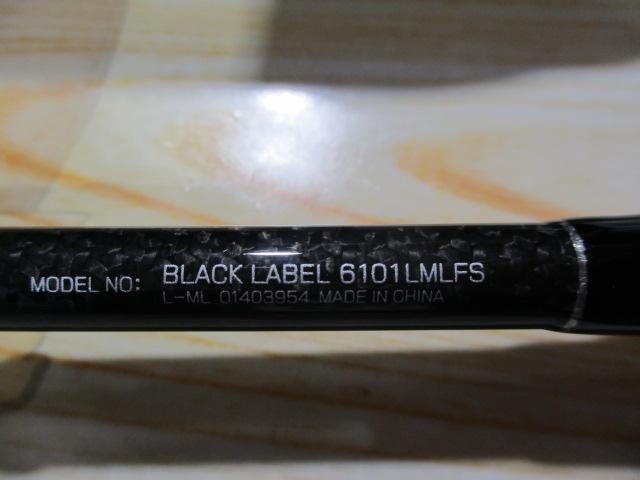 MODEL NO: BLACK LABEL 6101LMLFS
L-ML 01403954 MADE IN CHINA